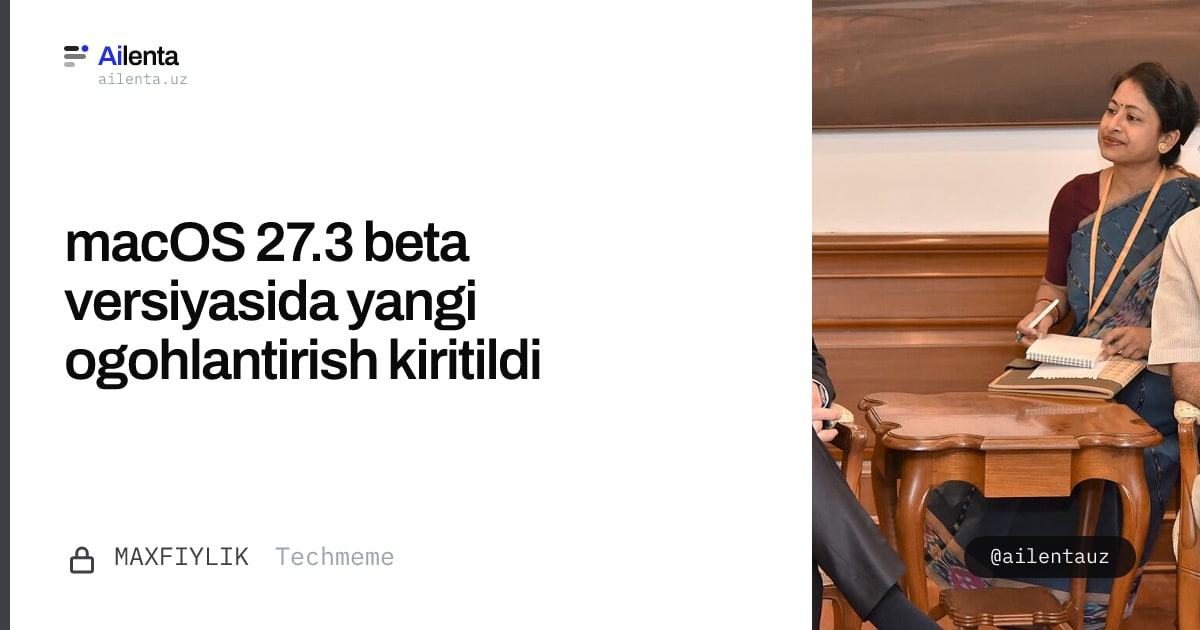 Ailenta
ailenta.uz
macOS 27.3 beta
versiyasida yangi
ogohlantirish kiritildi
MAXFIYLIK Techmeme
@ailentauz